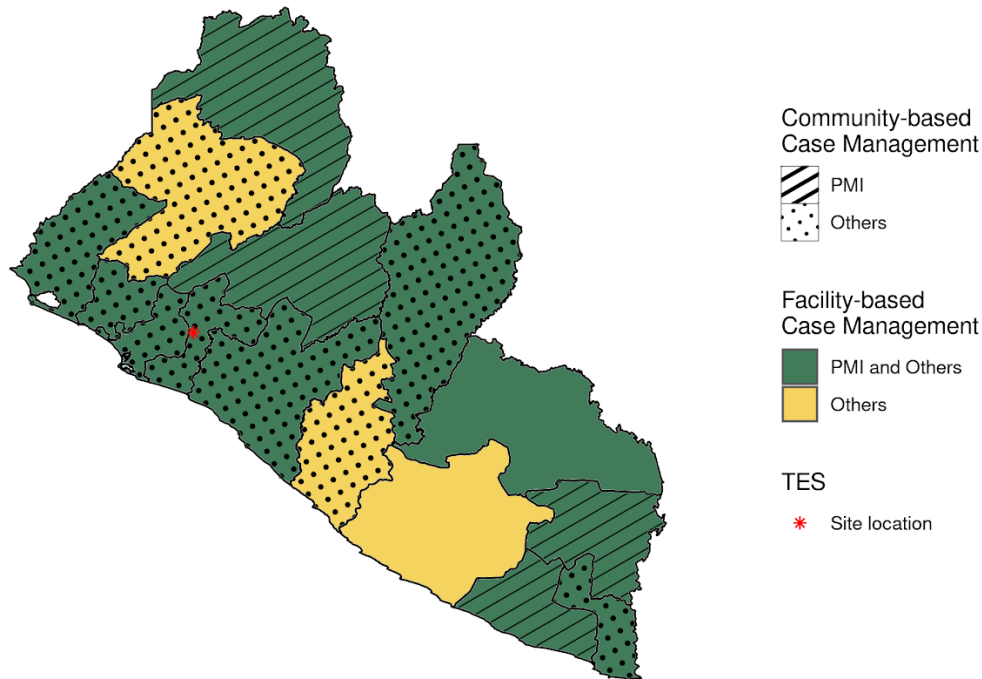 Community-based
Case Management
PMI
Others
Facility-based
Case Management
PMI and Others
Others
TES
Site location